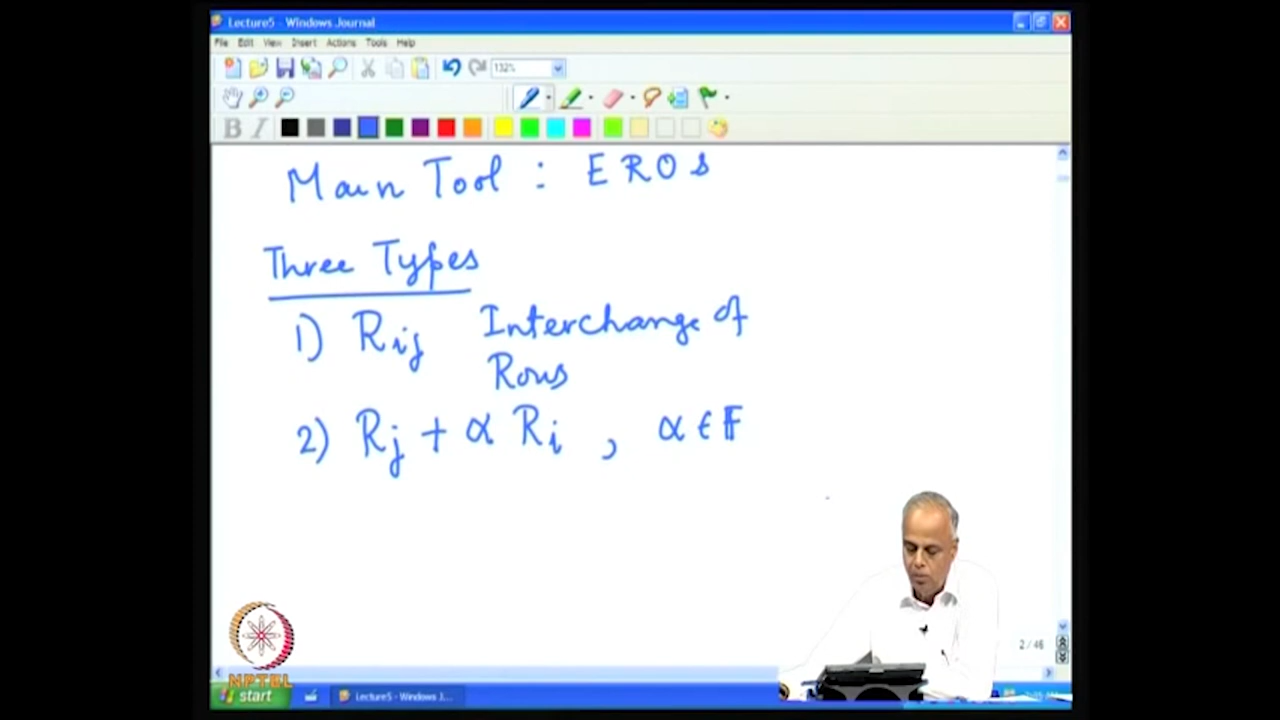 Lecture5 - Windows Journal
File Edit View Insert Actions Tools Help
132%
B I
Main Tool : EROs
Three Types
1) Rij Interchange of
Rows
2) Rj + α Ri , α ∈ F
2 / 46
NPTEL
start Lecture5 - Windows J...